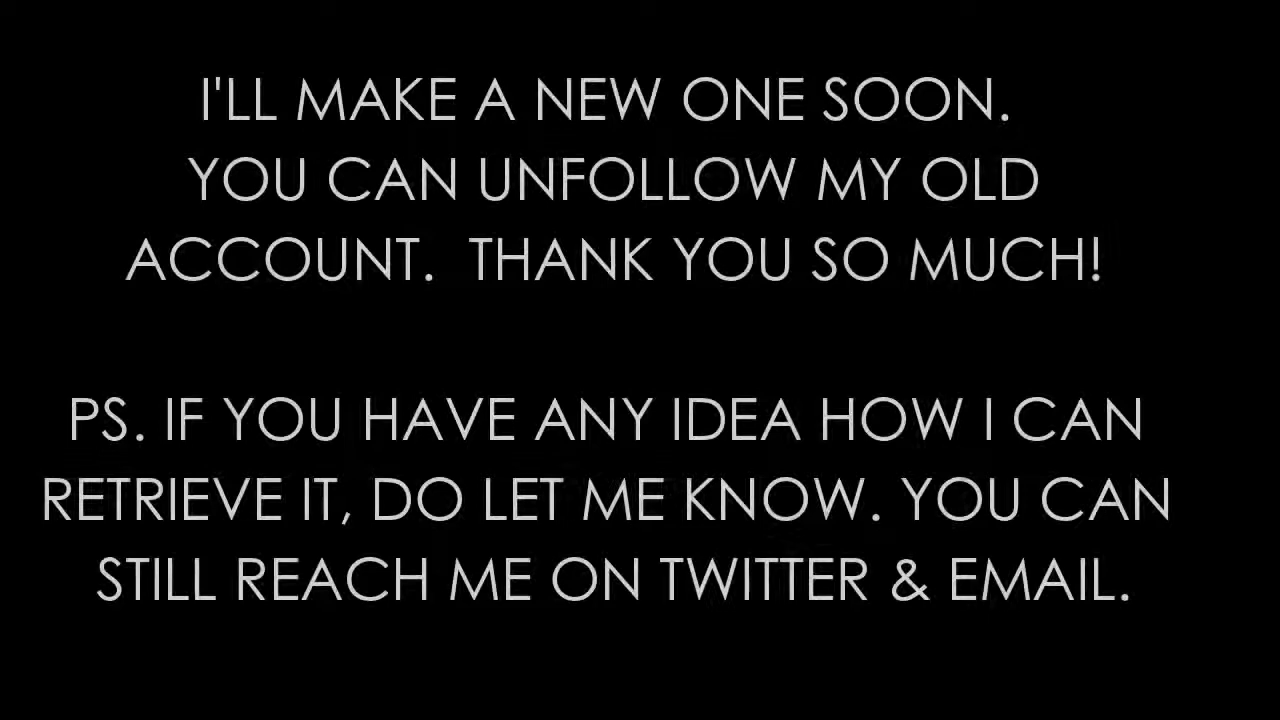 I'LL MAKE A NEW ONE SOON.
YOU CAN UNFOLLOW MY OLD
ACCOUNT.  THANK YOU SO MUCH!
PS. IF YOU HAVE ANY IDEA HOW I CAN
RETRIEVE IT, DO LET ME KNOW. YOU CAN
STILL REACH ME ON TWITTER & EMAIL.